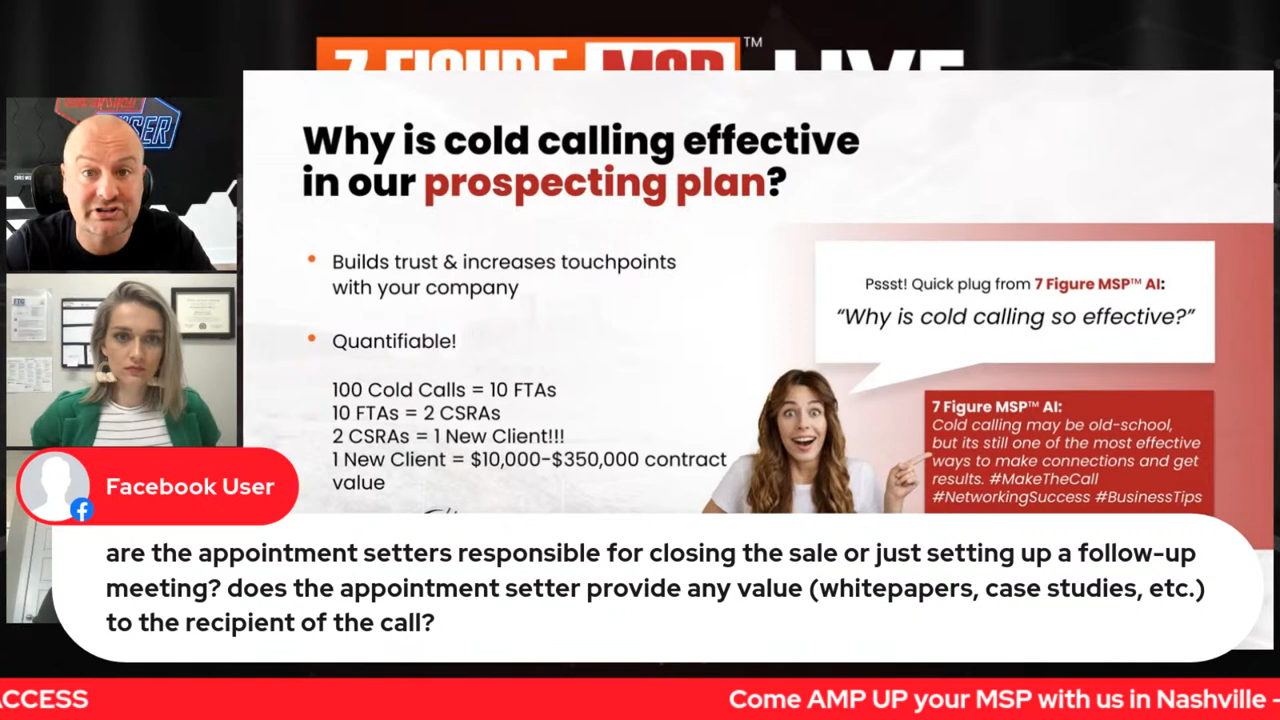 7 FIGURE MSP™ LIVE
Why is cold calling effective
in our prospecting plan?
• Builds trust & increases touchpoints
with your company
• Quantifiable!
100 Cold Calls = 10 FTAs
10 FTAs = 2 CSRAs
2 CSRAs = 1 New Client!!!
1 New Client = $10,000-$350,000 contract
value
Pssst! Quick plug from 7 Figure MSP™ AI:
“Why is cold calling so effective?”
7 Figure MSP™ AI:
Cold calling may be old-school,
but its still one of the most effective
ways to make connections and get
results. #MakeTheCall
#NetworkingSuccess #BusinessTips
Facebook User
are the appointment setters responsible for closing the sale or just setting up a follow-up
meeting? does the appointment setter provide any value (whitepapers, case studies, etc.)
to the recipient of the call?
ACCESS
Come AMP UP your MSP with us in Nashville -